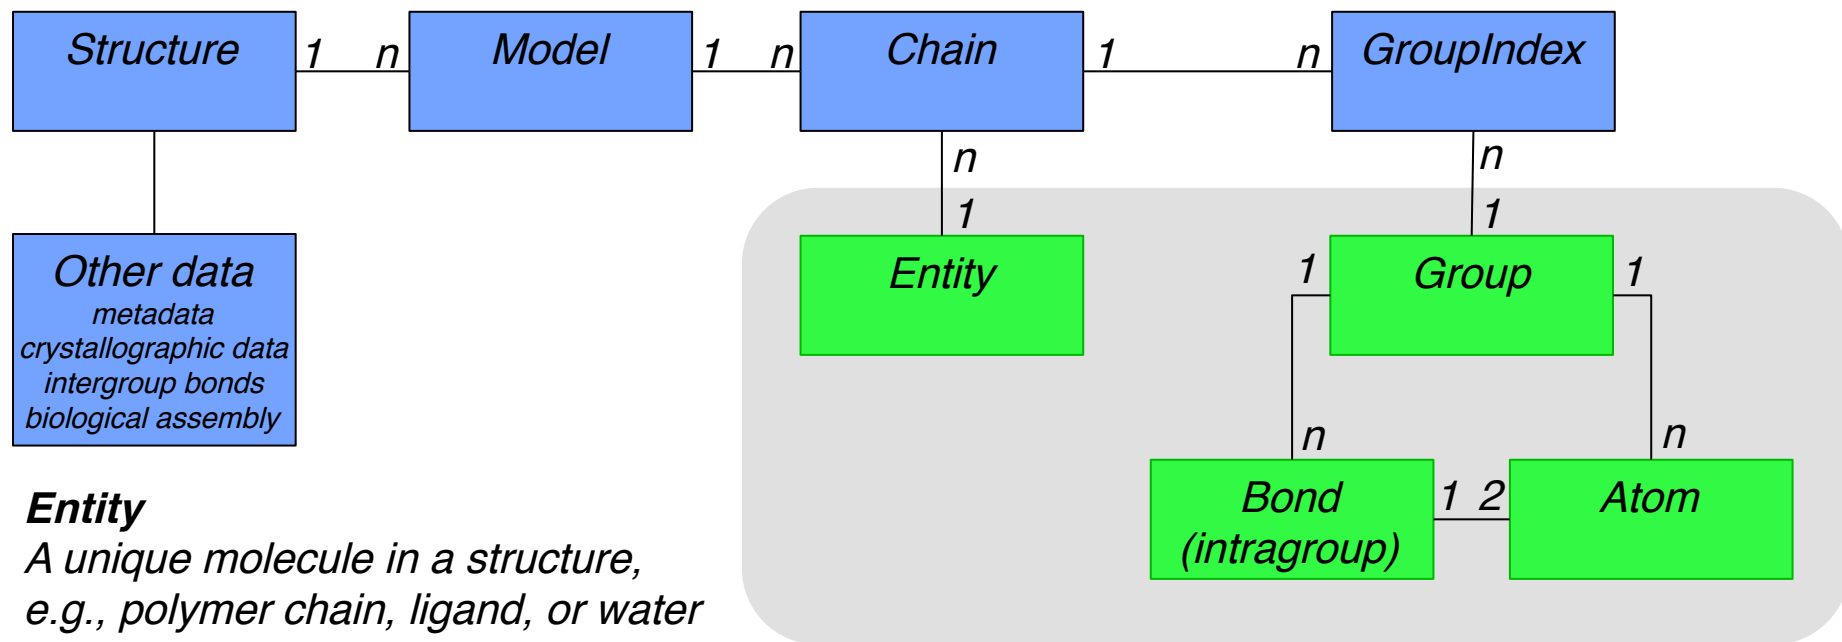 Structure 1 n Model 1 n Chain 1 n GroupIndex
n n
1 1
Other data
metadata
crystallographic data
intergroup bonds
biological assembly
Entity
1 Group 1
n n
Bond
(intragroup)
1 2
Atom
Entity
A unique molecule in a structure,
e.g., polymer chain, ligand, or water